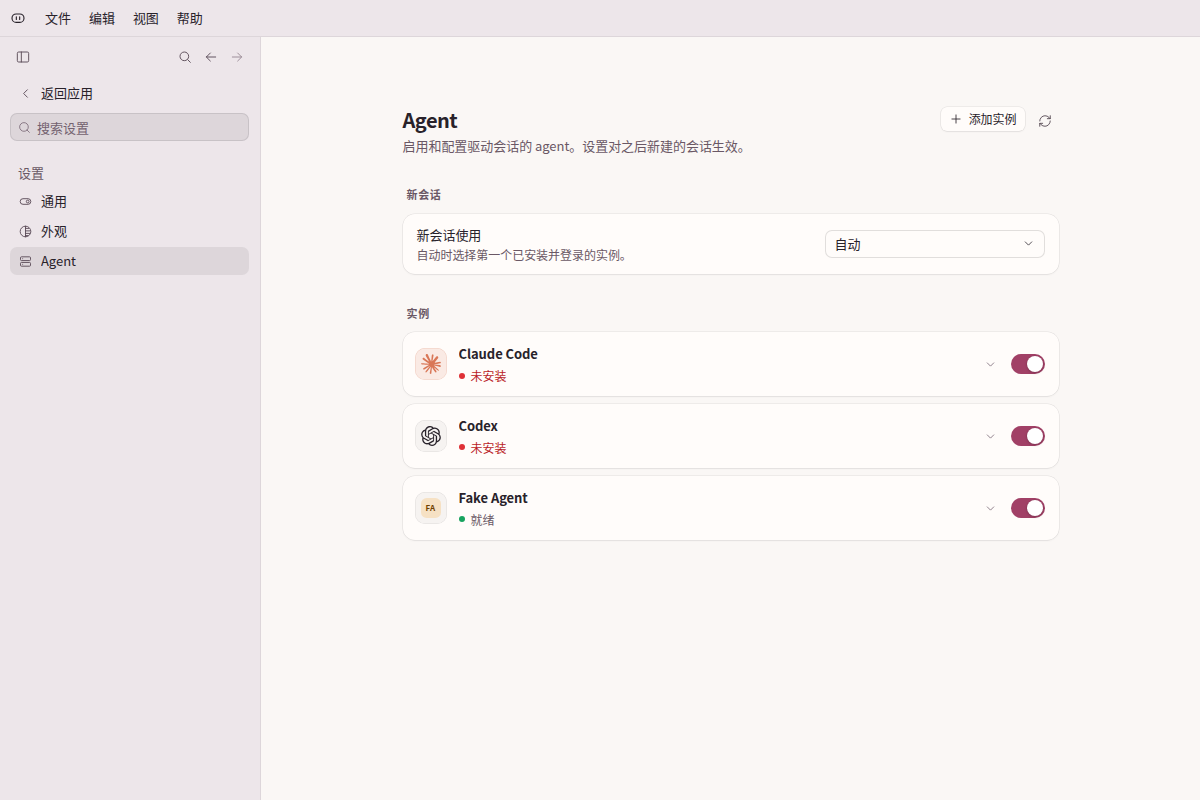 文件 编辑 视图 帮助
返回应用
搜索设置
设置
通用
外观
Agent
Agent
添加实例
启用和配置驱动会话的 agent。设置对之后新建的会话生效。
新会话
新会话使用
自动时选择第一个已安装并登录的实例。
自动
实例
Claude Code
未安装
Codex
未安装
FA
Fake Agent
就绪